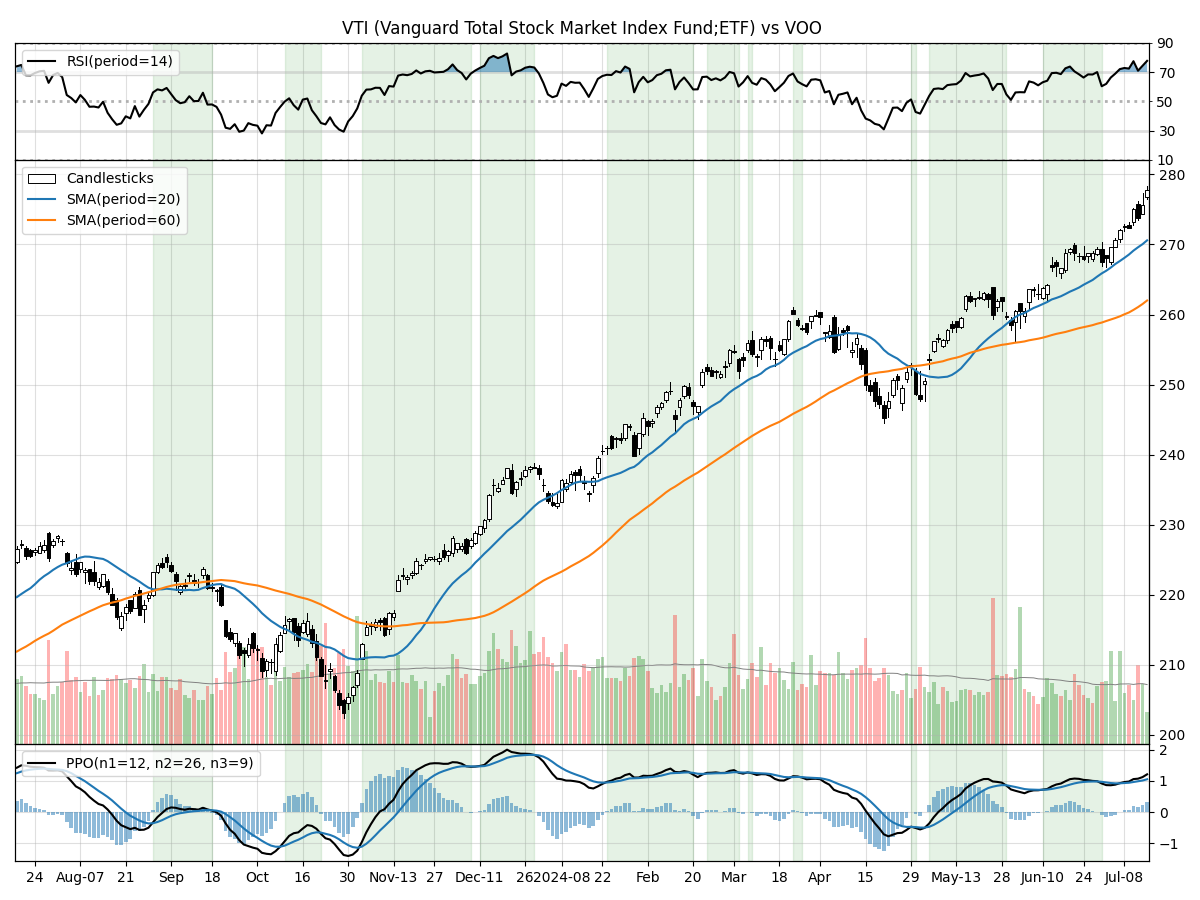 VTI (Vanguard Total Stock Market Index Fund;ETF) vs VOO
RSI(period=14)
90
70
50
30
10
Candlesticks
SMA(period=20)
SMA(period=60)
280
270
260
250
240
230
220
210
200
PPO(n1=12, n2=26, n3=9)
2
1
0
−1
24 Aug-07 21 Sep 18 Oct 16 30 Nov-13 27 Dec-11 26 2024-08 22 Feb 20 Mar 18 Apr 15 29 May-13 28 Jun-10 24 Jul-08